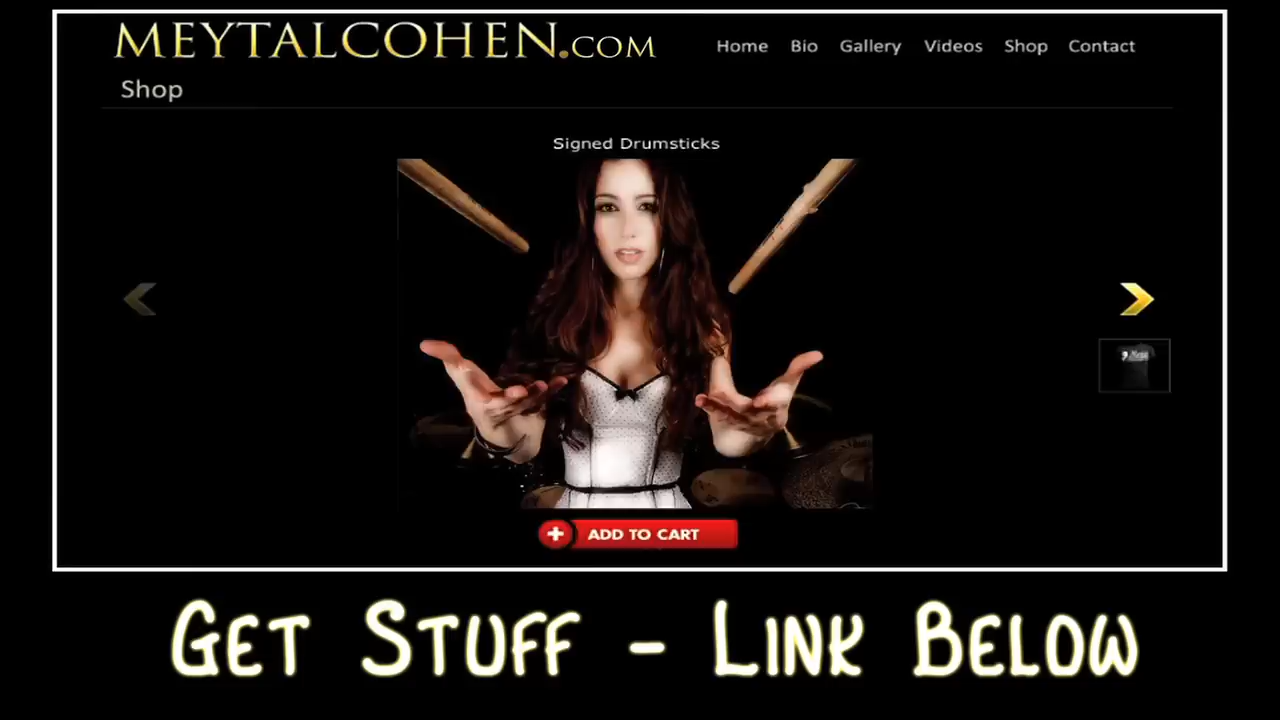 MEYTALCOHEN.COM
Home Bio Gallery Videos Shop Contact
Shop
Signed Drumsticks
ADD TO CART
GET STUFF - LINK BELOW